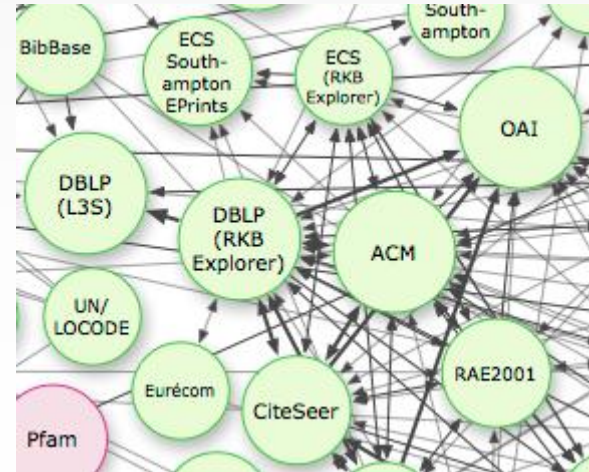 BibBase
ECS
South-
ampton
EPrints
ECS
(RKB
Explorer)
South-
ampton
OAI
DBLP
(L3S)
DBLP
(RKB
Explorer)
ACM
UN/
LOCODE
Eurécom
CiteSeer
RAE2001
Pfam